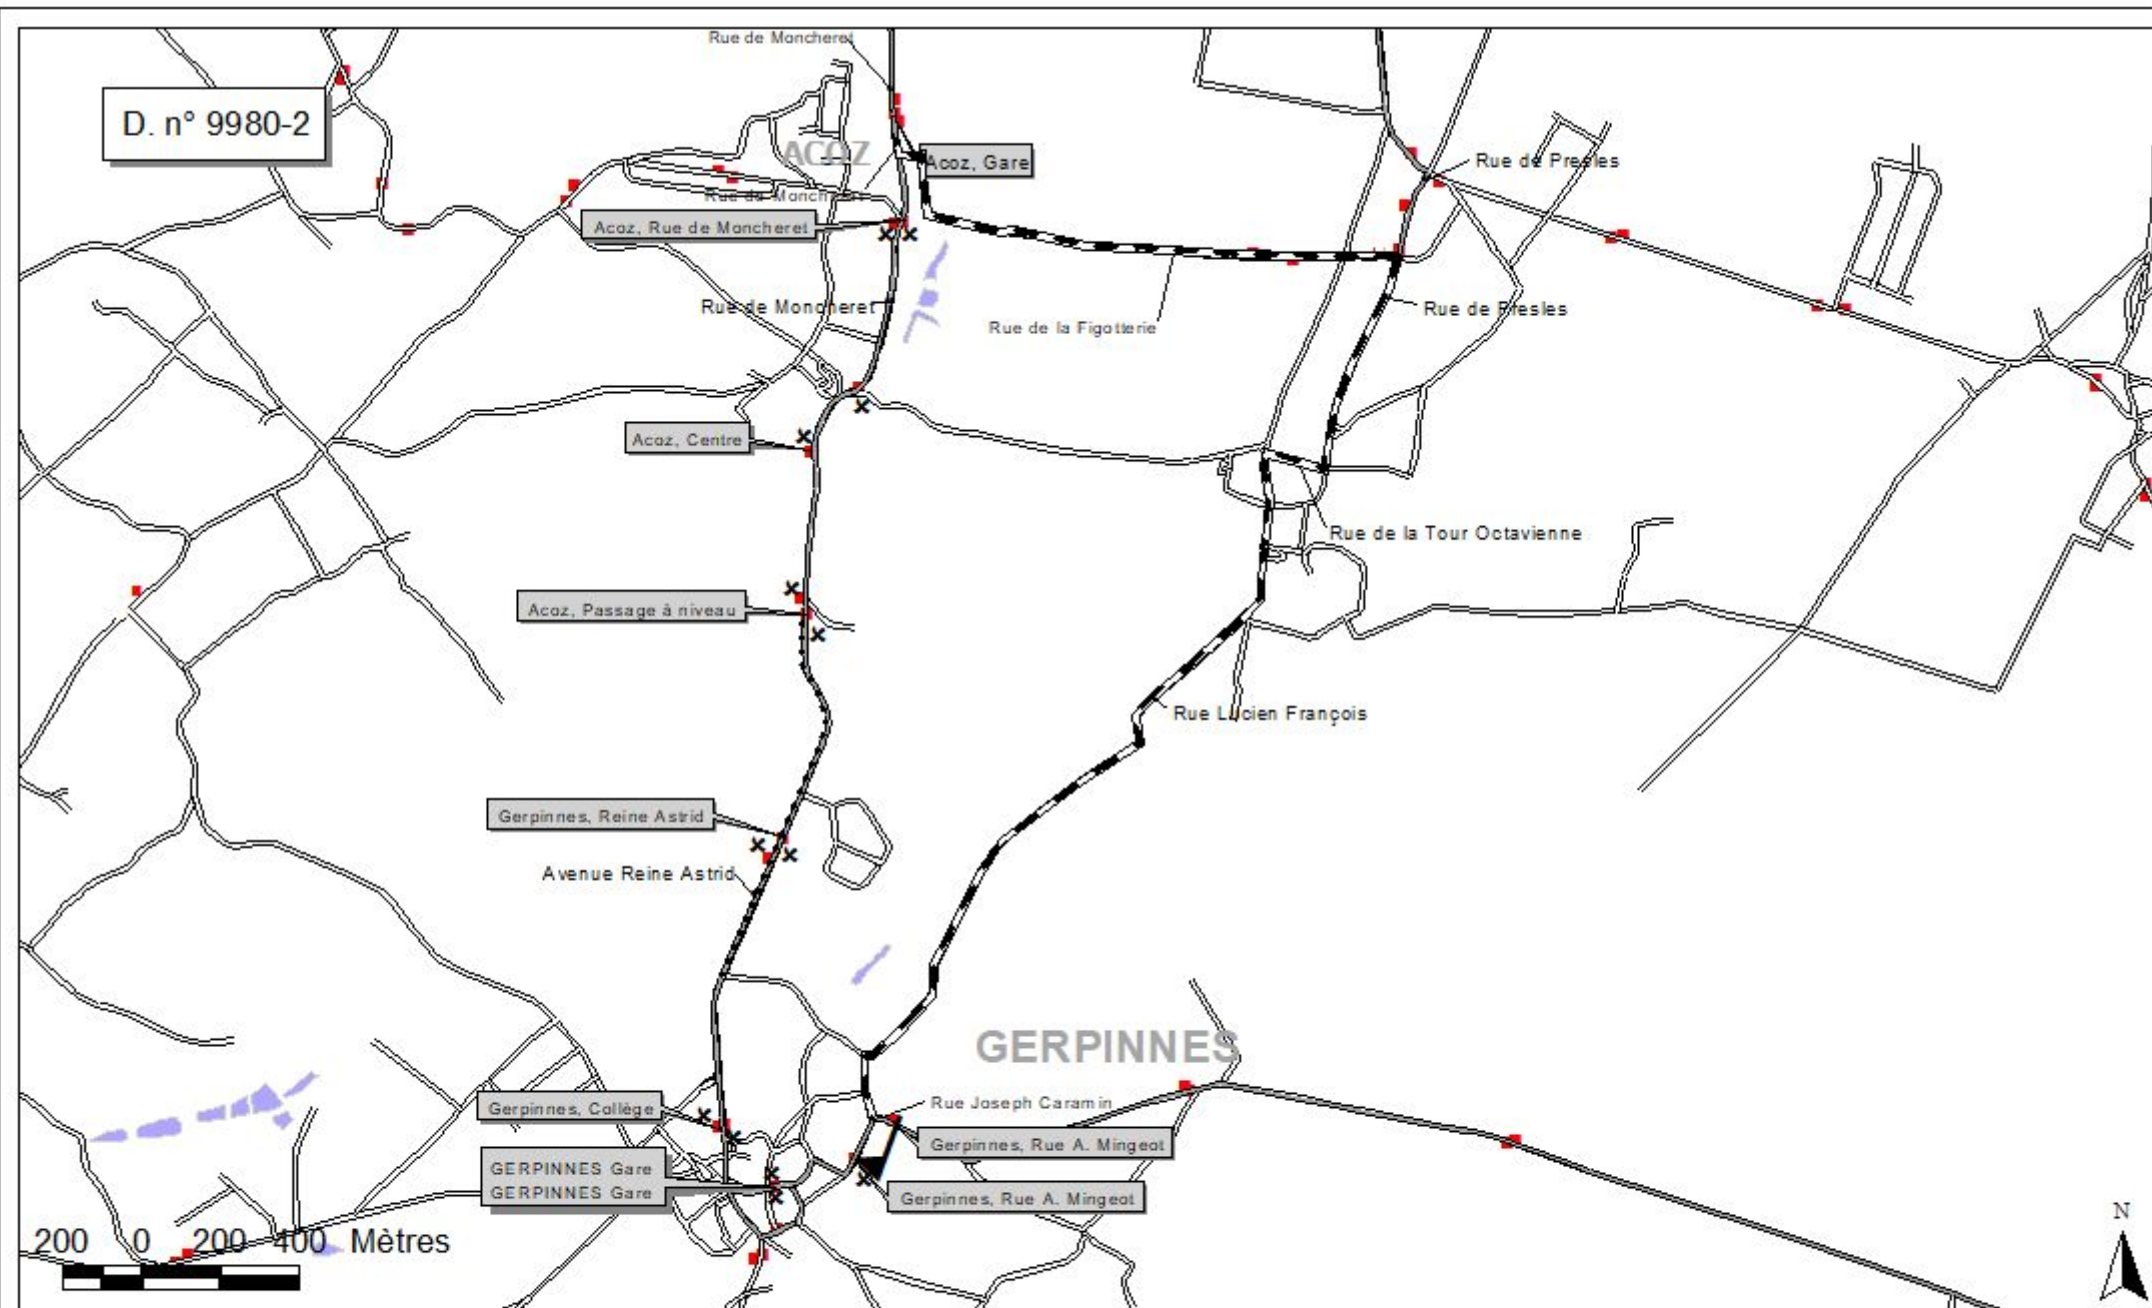 Rue de Moncheret
D. n° 9980-2
ACOZ
Acoz, Gare
Rue de Presles
Rue de Moncheret
Acoz, Rue de Moncheret
Rue de Moncheret
Rue de la Figotterie
Rue de Presles
Acoz, Centre
Rue de la Tour Octavienne
Acoz, Passage à niveau
Rue Lucien François
Gerpinnes, Reine Astrid
Avenue Reine Astrid
GERPINNES
Gerpinnes, Collège
Rue Joseph Caramin
Gerpinnes, Rue A. Mingeot
GERPINNES Gare
GERPINNES Gare
Gerpinnes, Rue A. Mingeot
200 0 200 400 Mètres
N